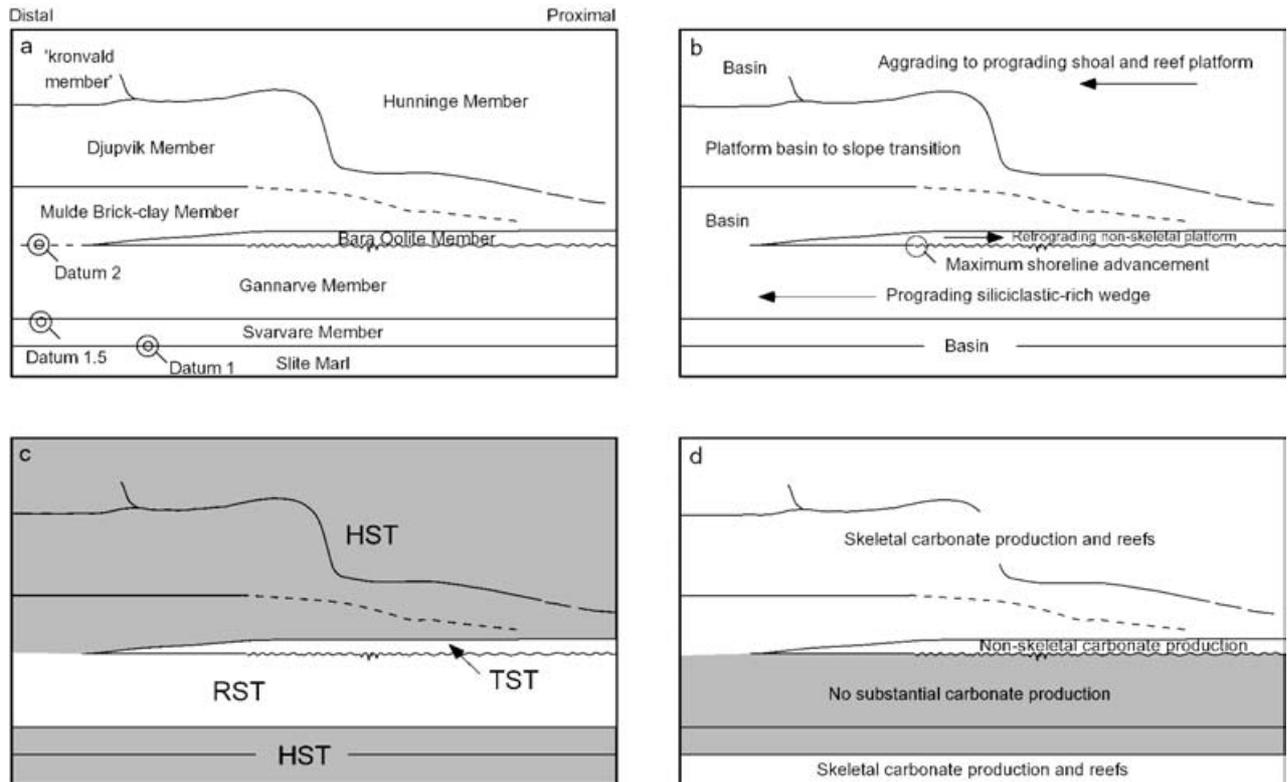 Distal
Proximal
a
'kronvald
member'
Hunninge Member
Djupvik Member
Mulde Brick-clay Member
Bara Oolite Member
Datum 2
Gannarve Member
Svarvare Member
Datum 1.5
Datum 1
Slite Marl
b
Basin
Aggrading to prograding shoal and reef platform
Platform basin to slope transition
Basin
Retrograding non-skeletal platform
Maximum shoreline advancement
Prograding siliciclastic-rich wedge
Basin
c
HST
TST
RST
HST
d
Skeletal carbonate production and reefs
Non-skeletal carbonate production
No substantial carbonate production
Skeletal carbonate production and reefs